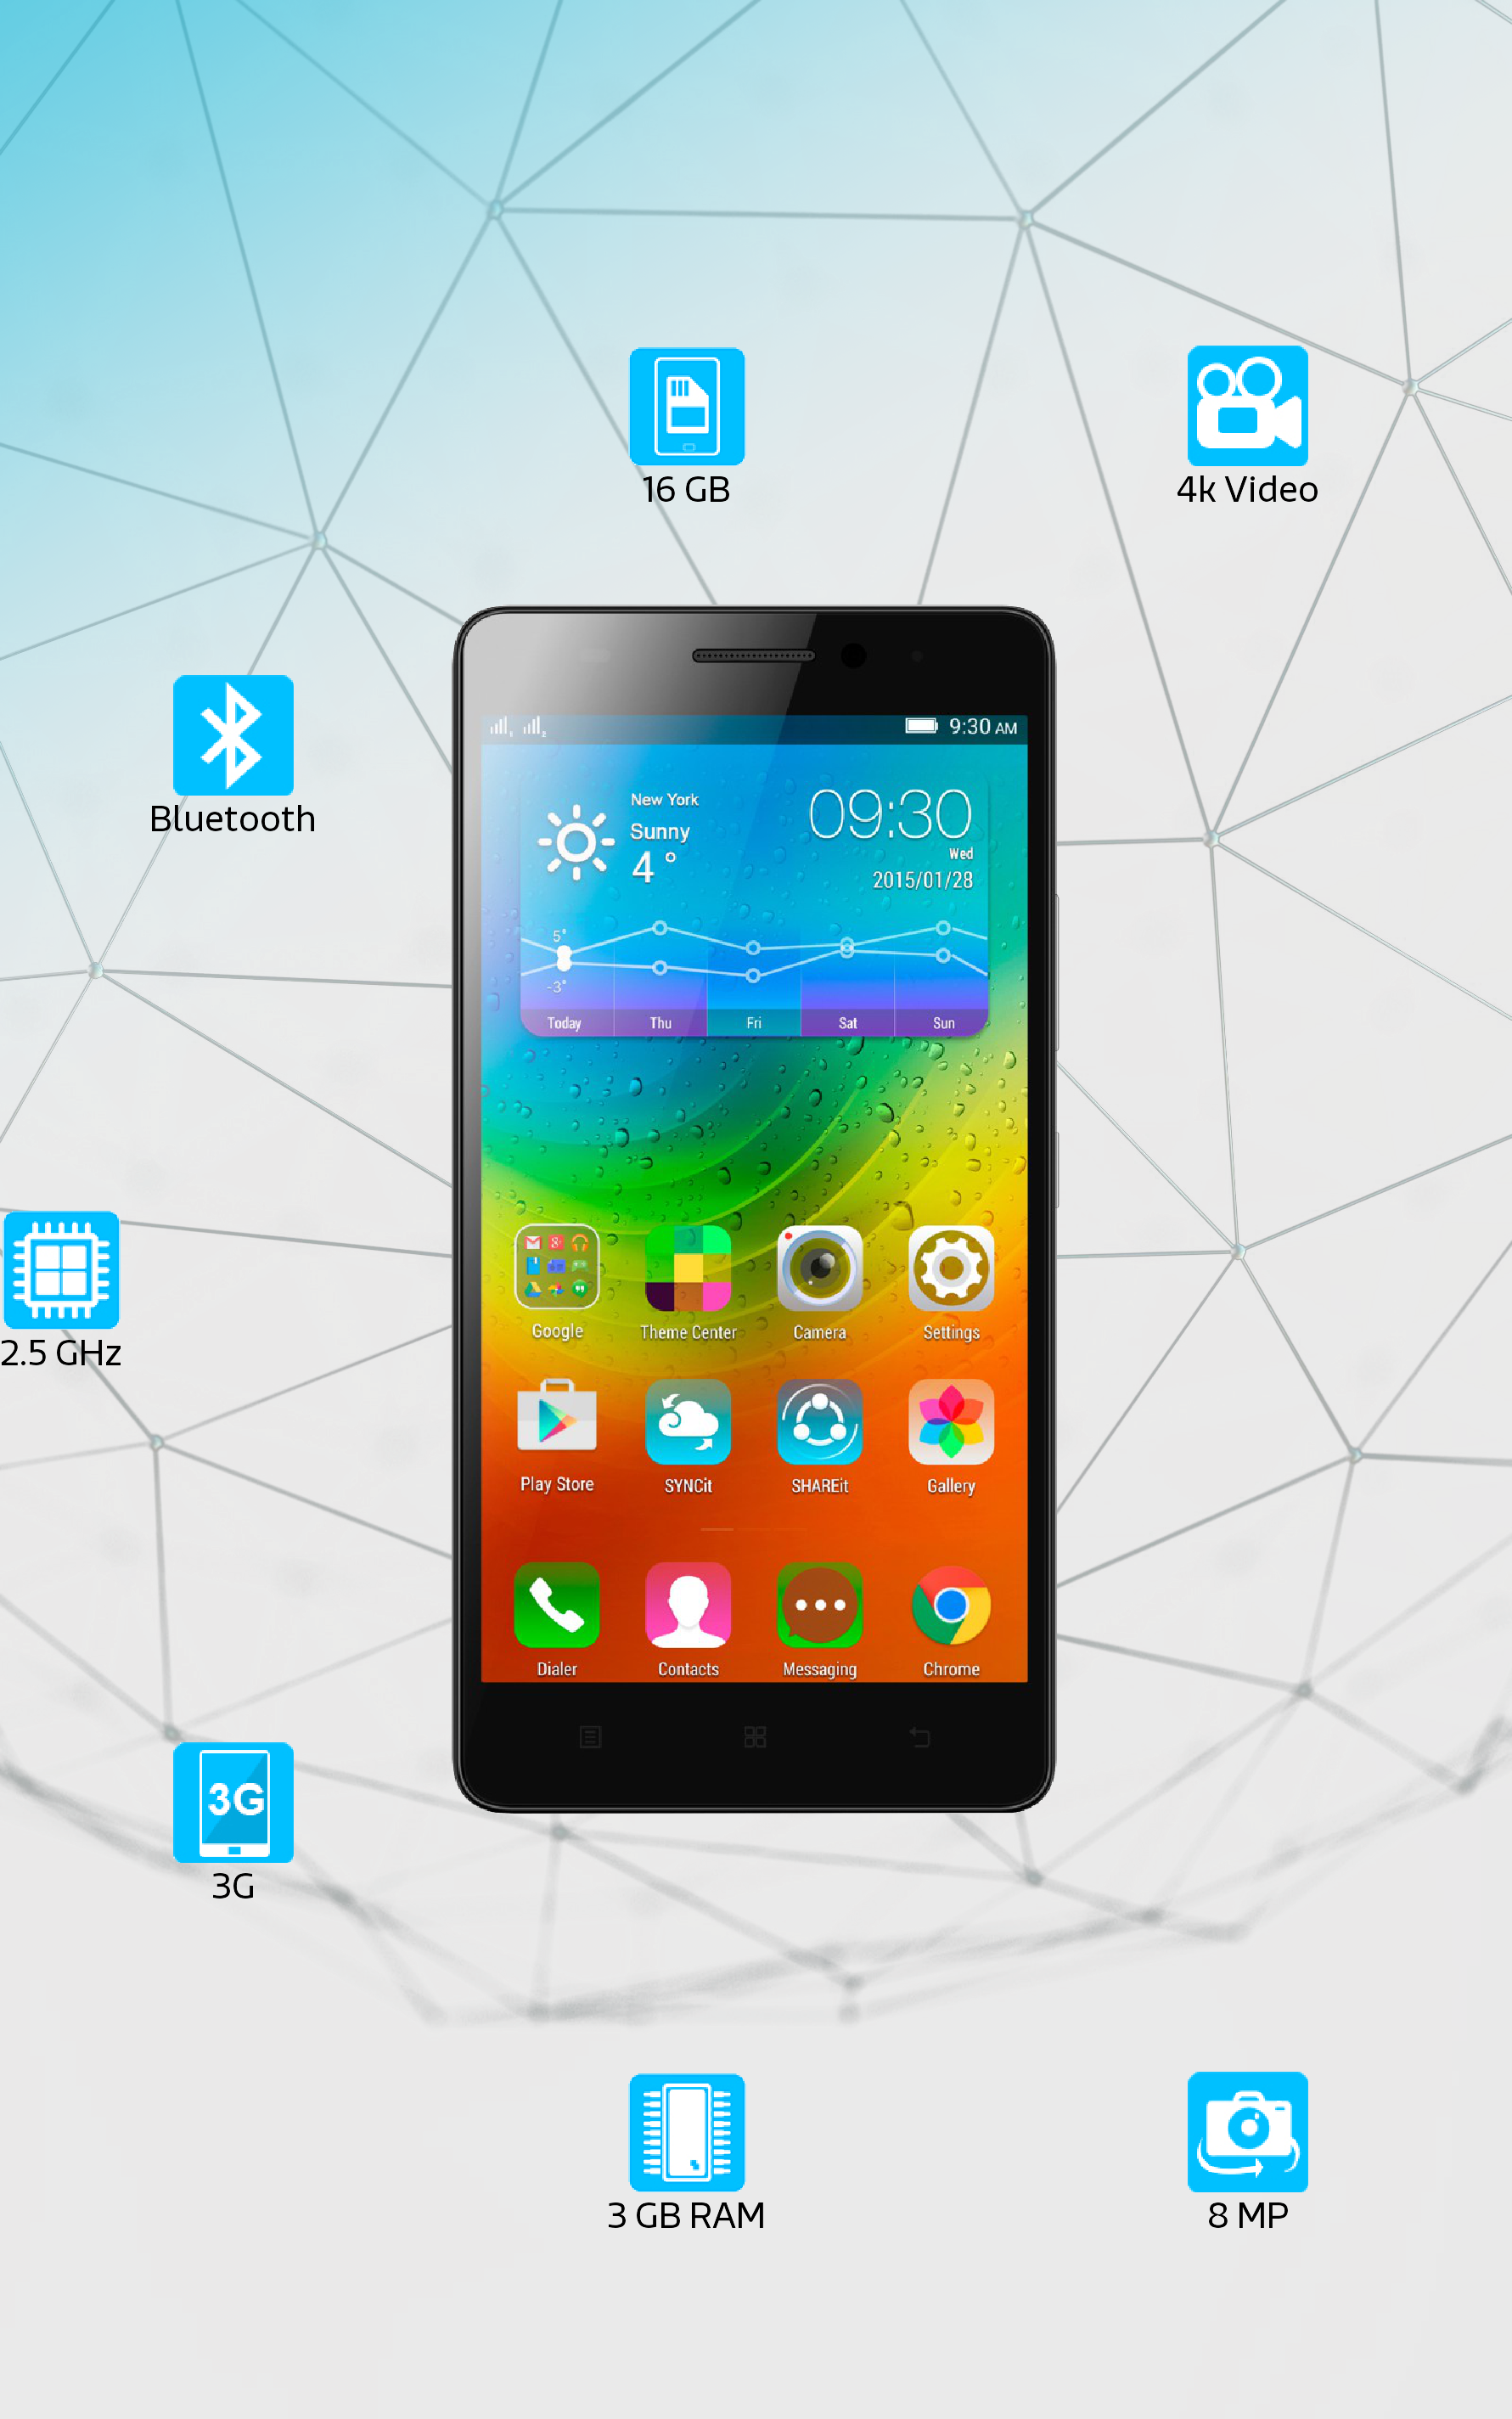 16 GB
4k Video
Bluetooth
9:30 AM
New York
Sunny
4°
09:30
Wed
2015/01/28
5°
-3°
Today Thu Fri Sat Sun
2.5 GHz
Google Theme Center Camera Settings
Play Store SYNCit SHAREit Gallery
Dialer Contacts Messaging Chrome
3G
3G
3 GB RAM
8 MP